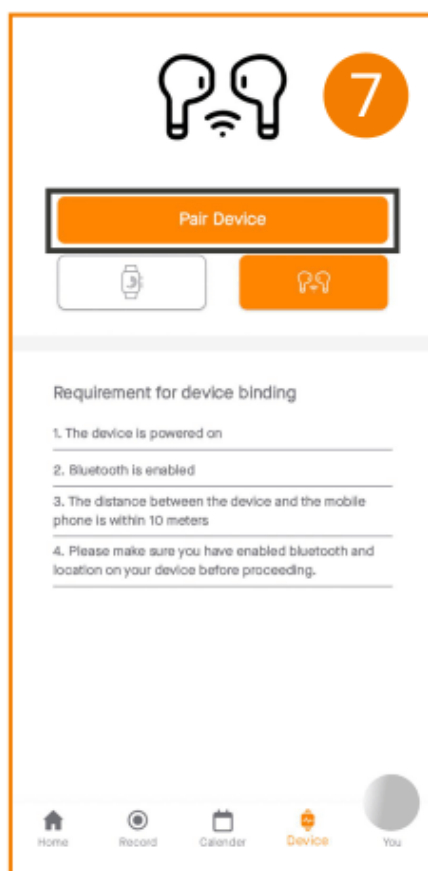 7
Pair Device
Requirement for device binding
1. The device is powered on
2. Bluetooth is enabled
3. The distance between the device and the mobile
phone is within 10 meters
4. Please make sure you have enabled bluetooth and
location on your device before proceeding.
Home Record Calender Device You